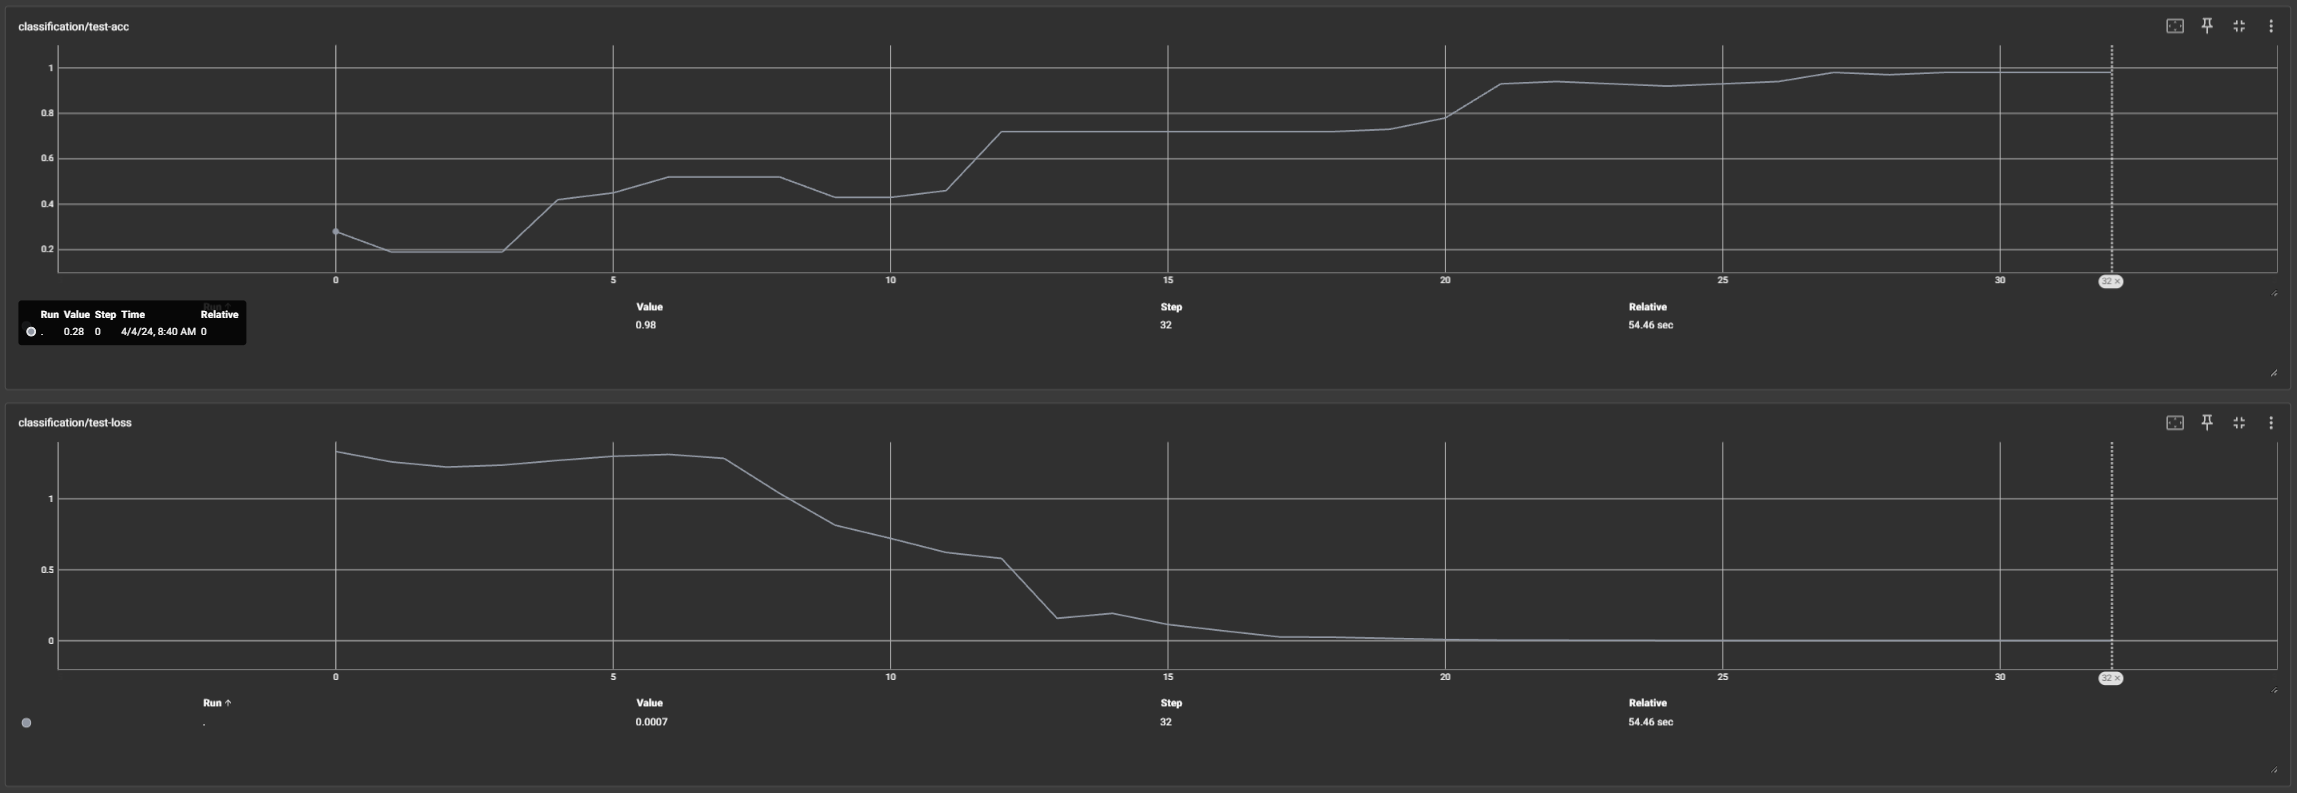 classification/test-acc
1
0.8
0.6
0.4
0.2
0 5 10 15 20 25 30 32 ×
Run ↑ Value Step Relative
0.98 32 54.46 sec
Run Value Step Time Relative
. 0.28 0 4/4/24, 8:40 AM 0
classification/test-loss
1
0.5
0
0 5 10 15 20 25 30 32 ×
Run ↑ Value Step Relative
. 0.0007 32 54.46 sec